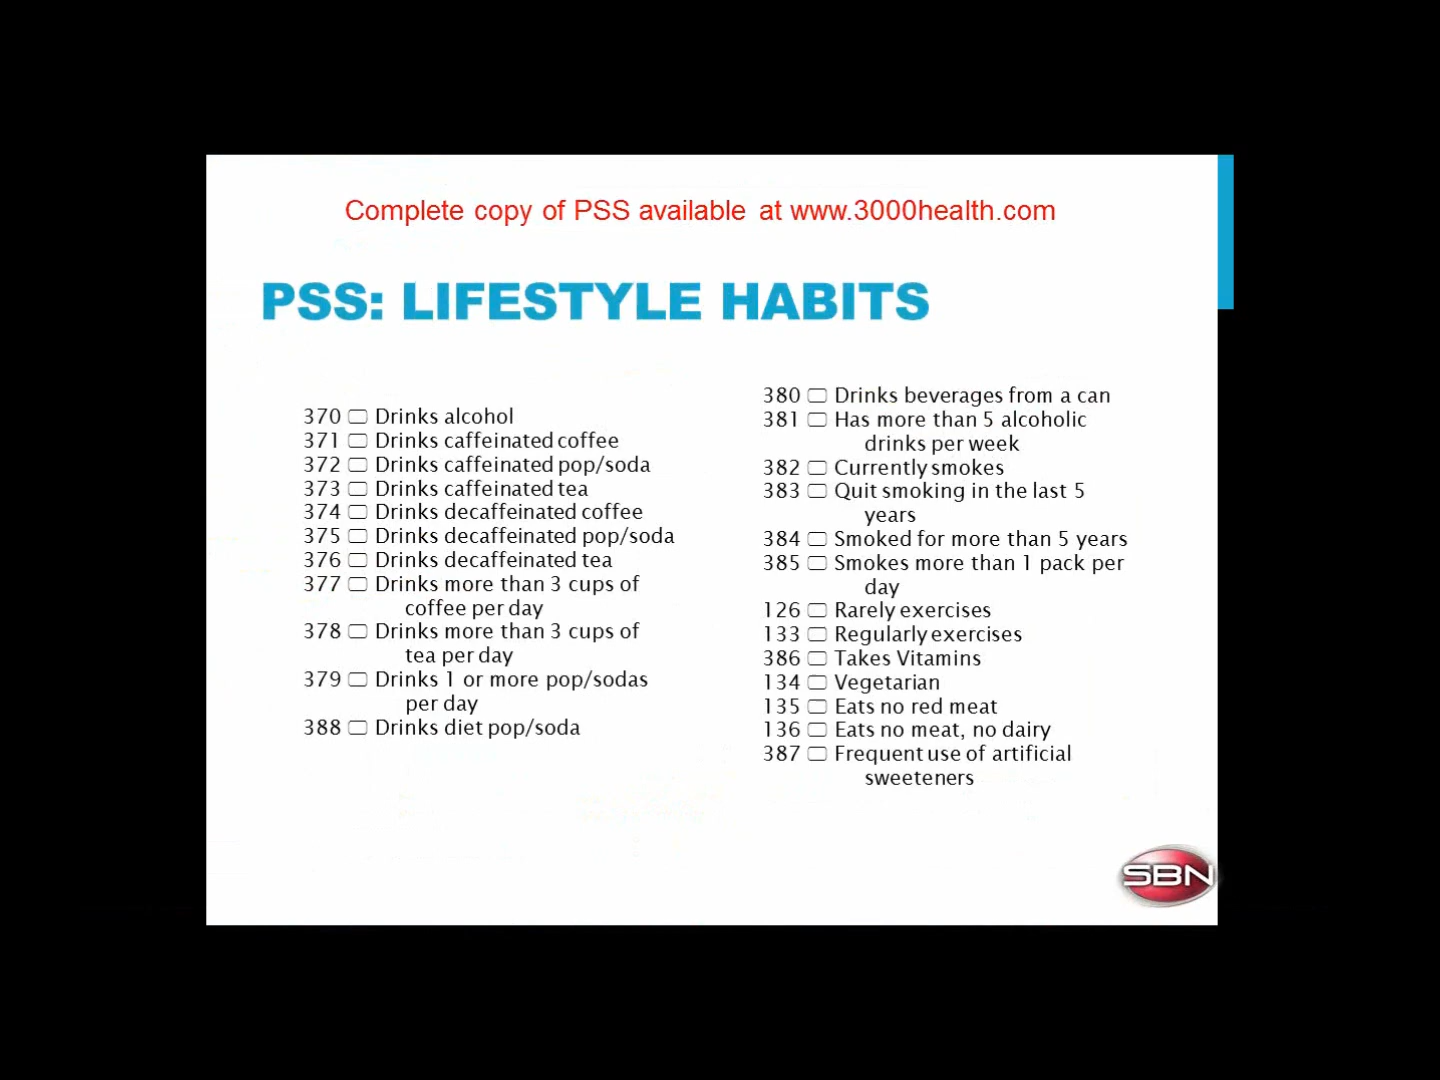 Complete copy of PSS available at www.3000health.com
PSS: LIFESTYLE HABITS
370 Drinks alcohol
371 Drinks caffeinated coffee
372 Drinks caffeinated pop/soda
373 Drinks caffeinated tea
374 Drinks decaffeinated coffee
375 Drinks decaffeinated pop/soda
376 Drinks decaffeinated tea
377 Drinks more than 3 cups of
coffee per day
378 Drinks more than 3 cups of
tea per day
379 Drinks 1 or more pop/sodas
per day
388 Drinks diet pop/soda
380 Drinks beverages from a can
381 Has more than 5 alcoholic
drinks per week
382 Currently smokes
383 Quit smoking in the last 5
years
384 Smoked for more than 5 years
385 Smokes more than 1 pack per
day
126 Rarely exercises
133 Regularly exercises
386 Takes Vitamins
134 Vegetarian
135 Eats no red meat
136 Eats no meat, no dairy
387 Frequent use of artificial
sweeteners
SBN